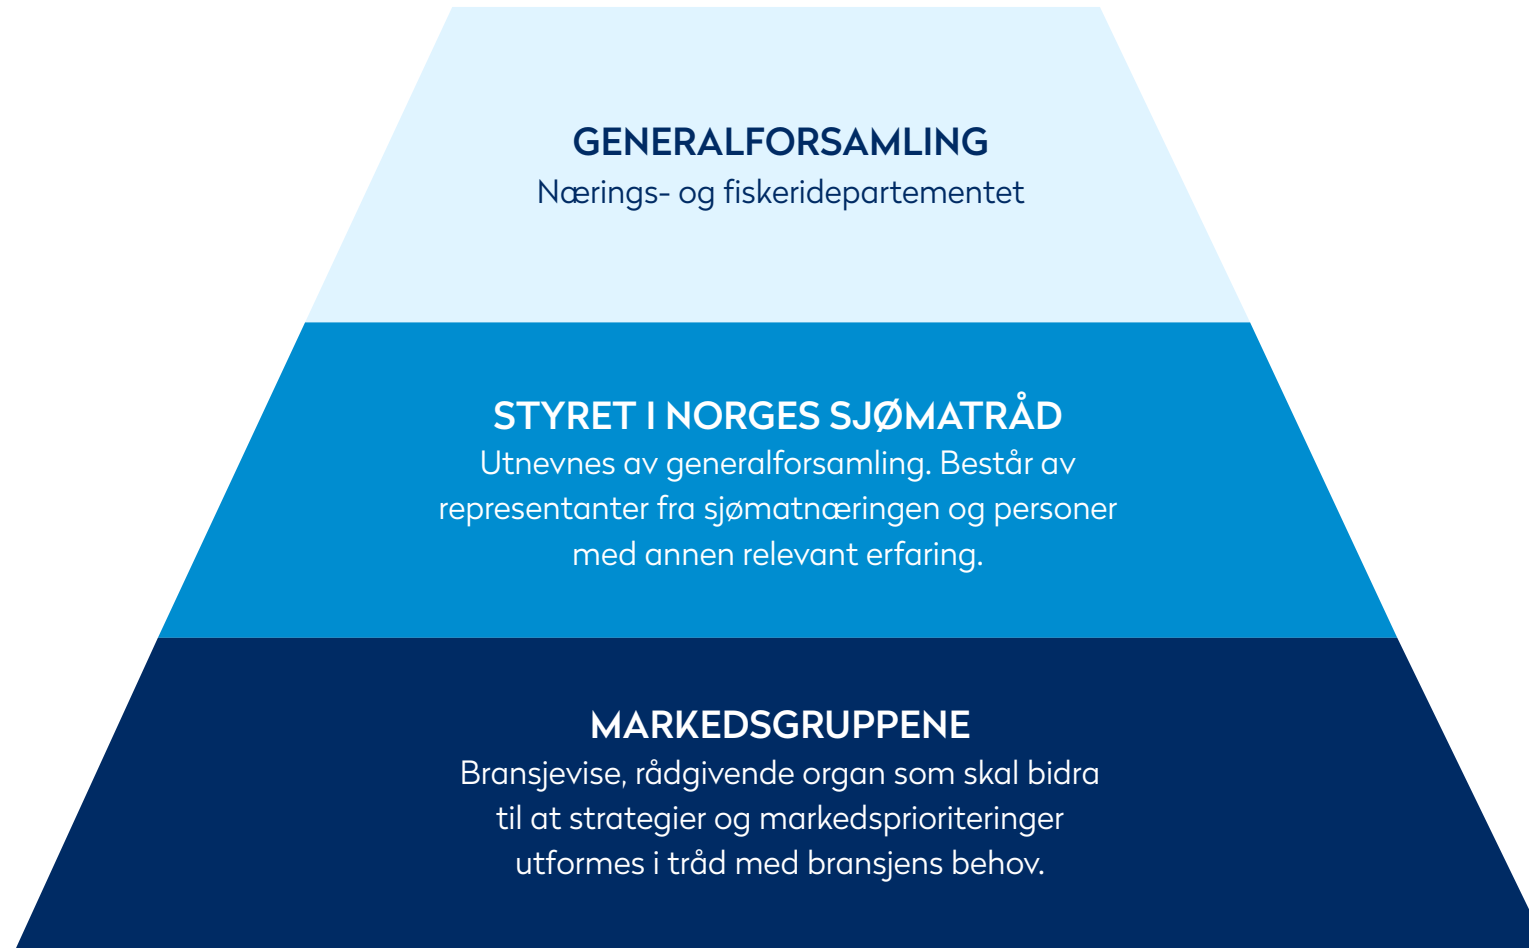 GENERALFORSAMLING
Nærings- og fiskeridepartementet
STYRET I NORGES SJØMATRÅD
Utnevnes av generalforsamling. Består av
representanter fra sjømatnæringen og personer
med annen relevant erfaring.
MARKEDSGRUPPENE
Bransjevise, rådgivende organ som skal bidra
til at strategier og markedsprioriteringer
utformes i tråd med bransjens behov.